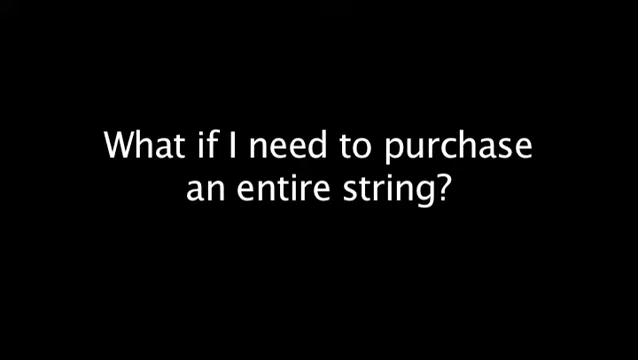 What if I need to purchase
an entire string?